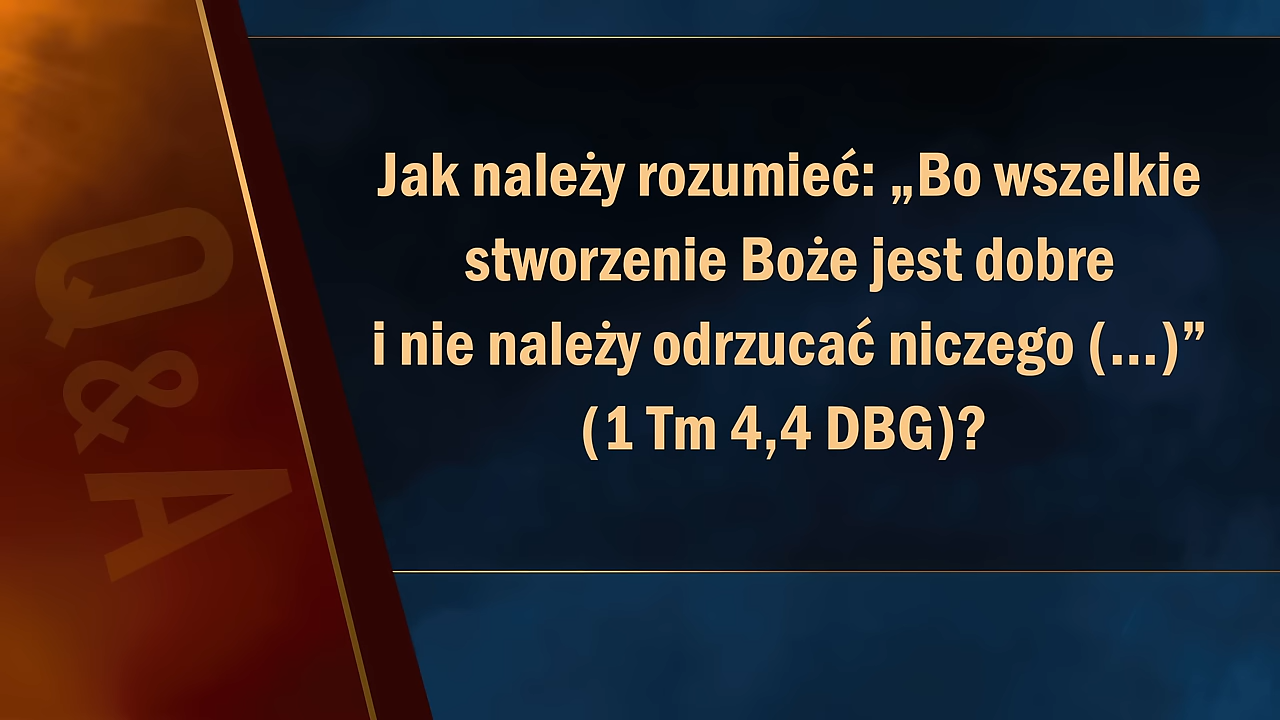 Q&A
Jak należy rozumieć: „Bo wszelkie
stworzenie Boże jest dobre
i nie należy odrzucać niczego (...)”
(1 Tm 4,4 DBG)?